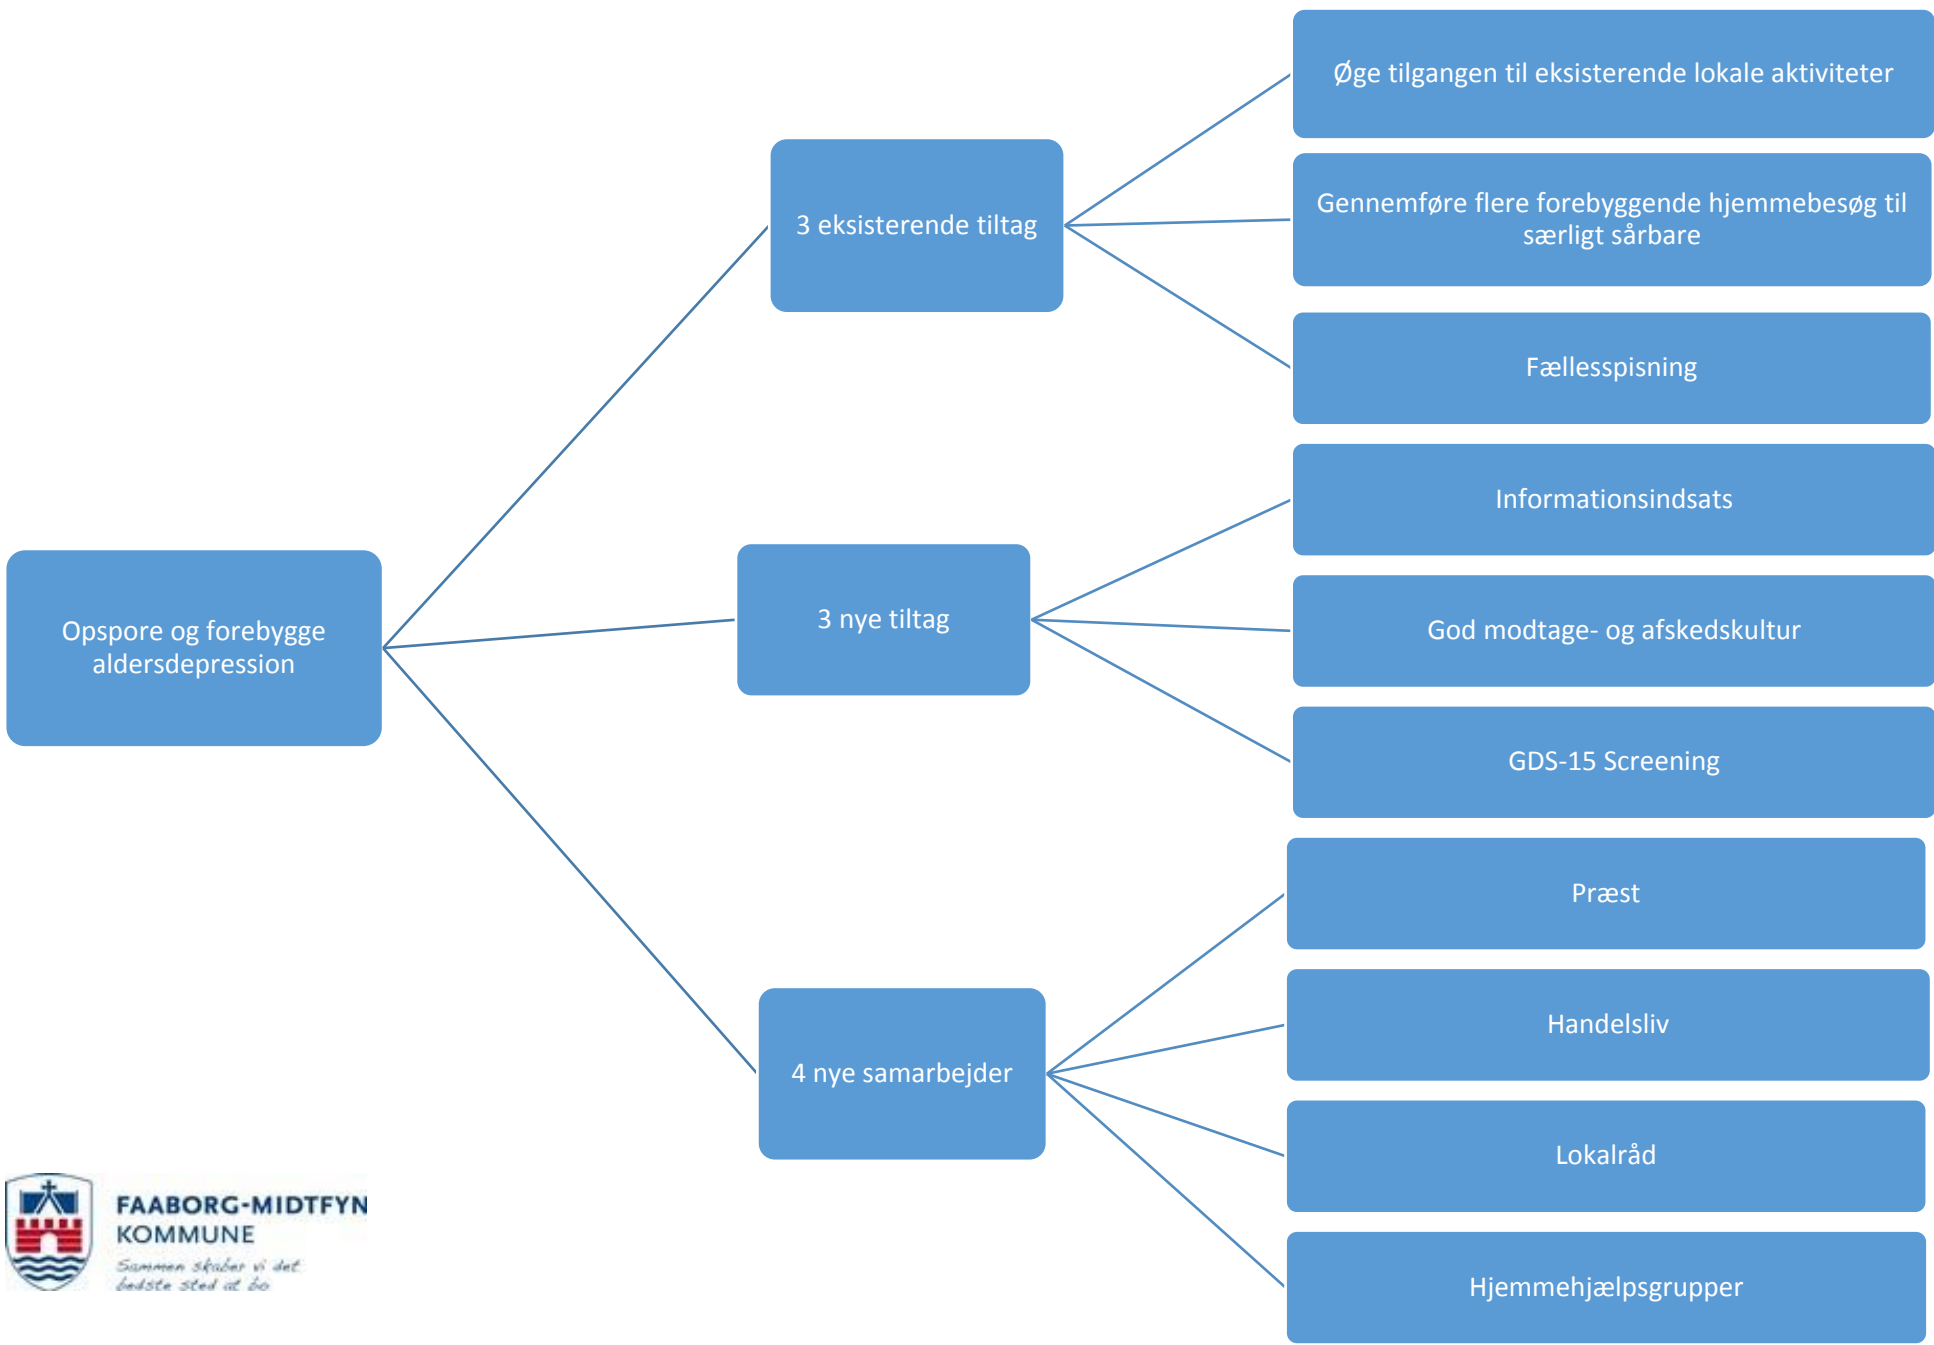 Opspore og forebygge
aldersdepression
3 eksisterende tiltag
Øge tilgangen til eksisterende lokale aktiviteter
Gennemføre flere forebyggende hjemmebesøg til
særligt sårbare
Fællesspisning
3 nye tiltag
Informationsindsats
God modtage- og afskedskultur
GDS-15 Screening
4 nye samarbejder
Præst
Handelsliv
Lokalråd
Hjemmehjælpsgrupper
FAABORG-MIDTFYN
KOMMUNE
Sammen skaber vi det
bedste sted at bo